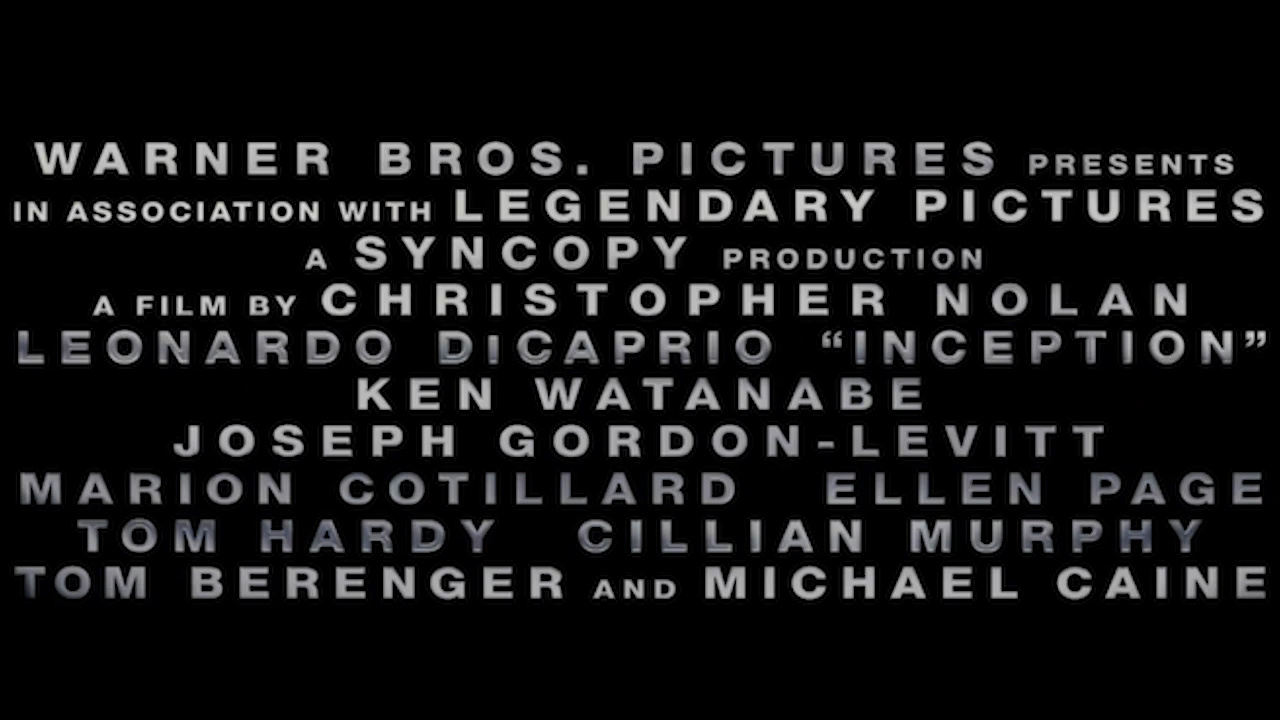 WARNER BROS. PICTURES PRESENTS
IN ASSOCIATION WITH LEGENDARY PICTURES
A SYNCOPY PRODUCTION
A FILM BY CHRISTOPHER NOLAN
LEONARDO DiCAPRIO “INCEPTION”
KEN WATANABE
JOSEPH GORDON-LEVITT
MARION COTILLARD ELLEN PAGE
TOM HARDY CILLIAN MURPHY
TOM BERENGER AND MICHAEL CAINE